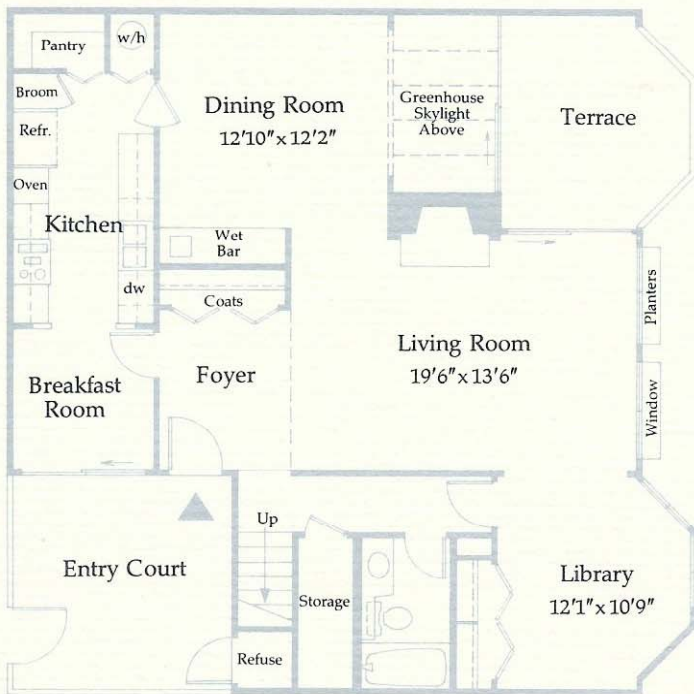 Pantry
w/h
Broom
Refr.
Oven
Kitchen
dw
Dining Room
12'10" x 12'2"
Greenhouse
Skylight
Above
Terrace
Wet
Bar
Coats
Living Room
19'6" x 13'6"
Planters
Window
Breakfast
Room
Foyer
Entry Court
Up
Storage
Refuse
Library
12'1" x 10'9"